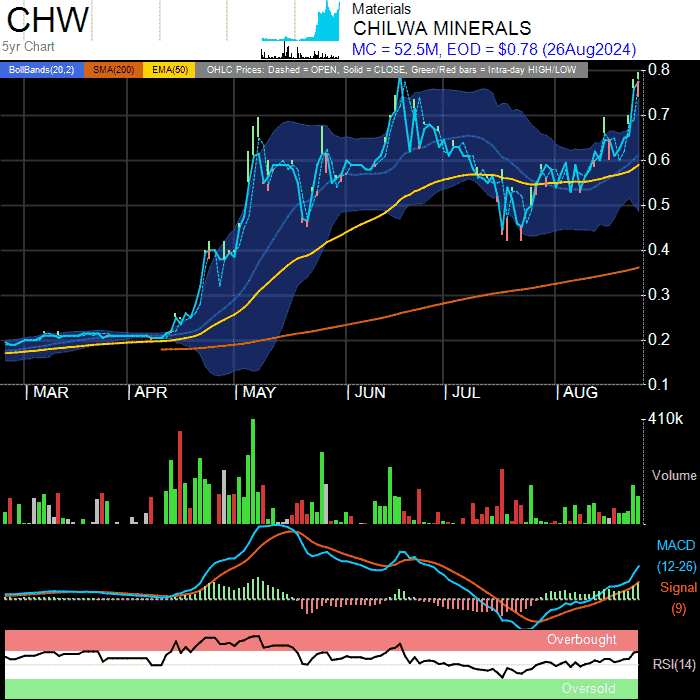 CHW
5yr Chart
Materials
CHILWA MINERALS
MC = 52.5M, EOD = $0.78 (26Aug2024)
BollBands(20,2) SMA(200) EMA(50) OHLC Prices: Dashed = OPEN, Solid = CLOSE, Green/Red bars = Intra-day HIGH/LOW
0.8
0.7
0.6
0.5
0.4
0.3
0.2
0.1
MAR APR MAY JUN JUL AUG
410k
Volume
MACD
(12-26)
Signal
(9)
Overbought
RSI(14)
Oversold